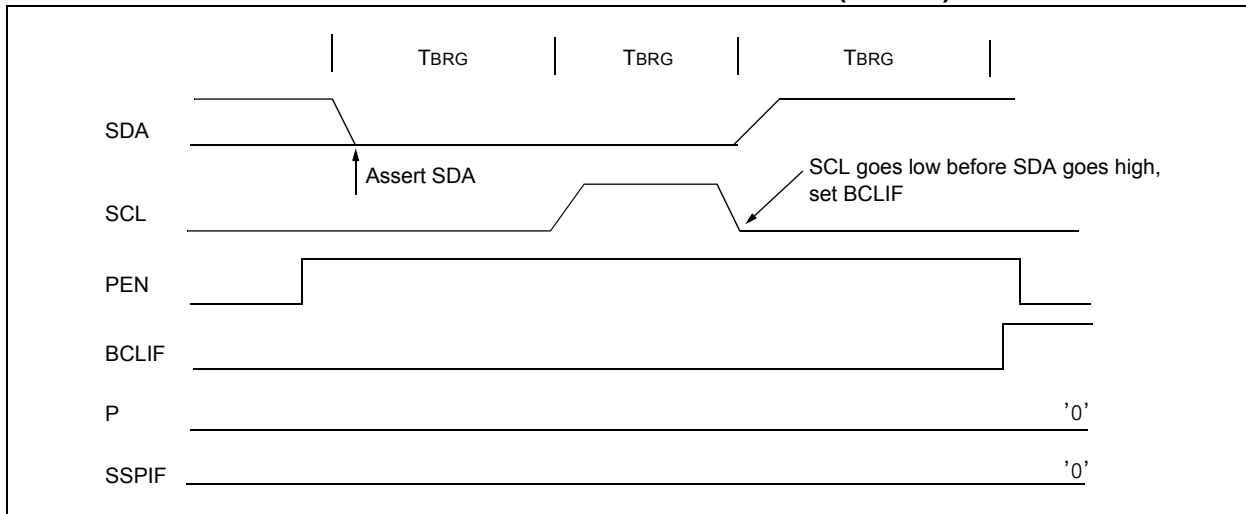 TBRG TBRG TBRG
SDA
Assert SDA
SCL goes low before SDA goes high,
set BCLIF
SCL
PEN
BCLIF
P '0'
SSPIF '0'